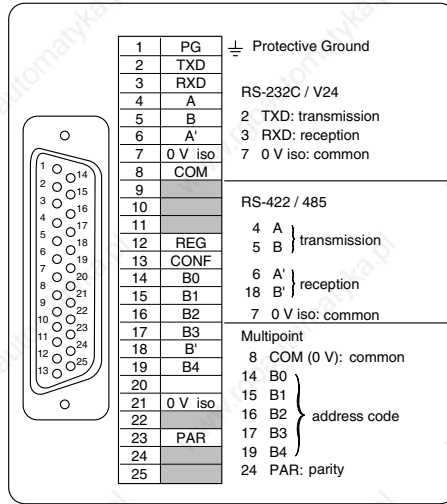 1 PG Protective Ground
2 TXD
3 RXD
4 A
5 B
6 A'
7 0 V iso
8 COM
9
10
11
12 REG
13 CONF
14 B0
15 B1
16 B2
17 B3
18 B'
19 B4
20
21 0 V iso
22
23 PAR
24
25
RS-232C / V24
2 TXD: transmission
3 RXD: reception
7 0 V iso: common
RS-422 / 485
4 A
5 B
transmission
6 A'
18 B'
reception
7 0 V iso: common
Multipoint
8 COM (0 V): common
14 B0
15 B1
16 B2
17 B3
19 B4
address code
24 PAR: parity
1
2
3
4
5
6
7
8
9
10
11
12
13
14
15
16
17
18
19
20
21
22
23
24
25